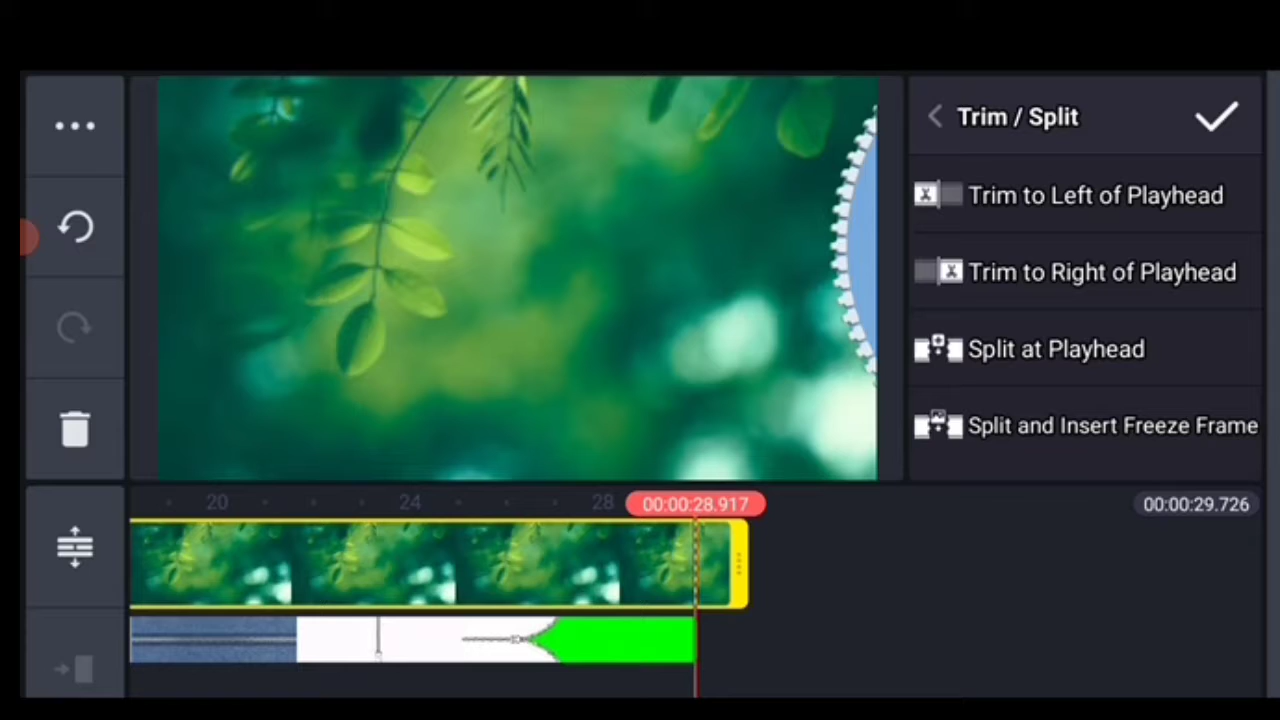 Trim / Split
Trim to Left of Playhead
Trim to Right of Playhead
Split at Playhead
Split and Insert Freeze Frame
20
24
28
00:00:28.917
00:00:29.726